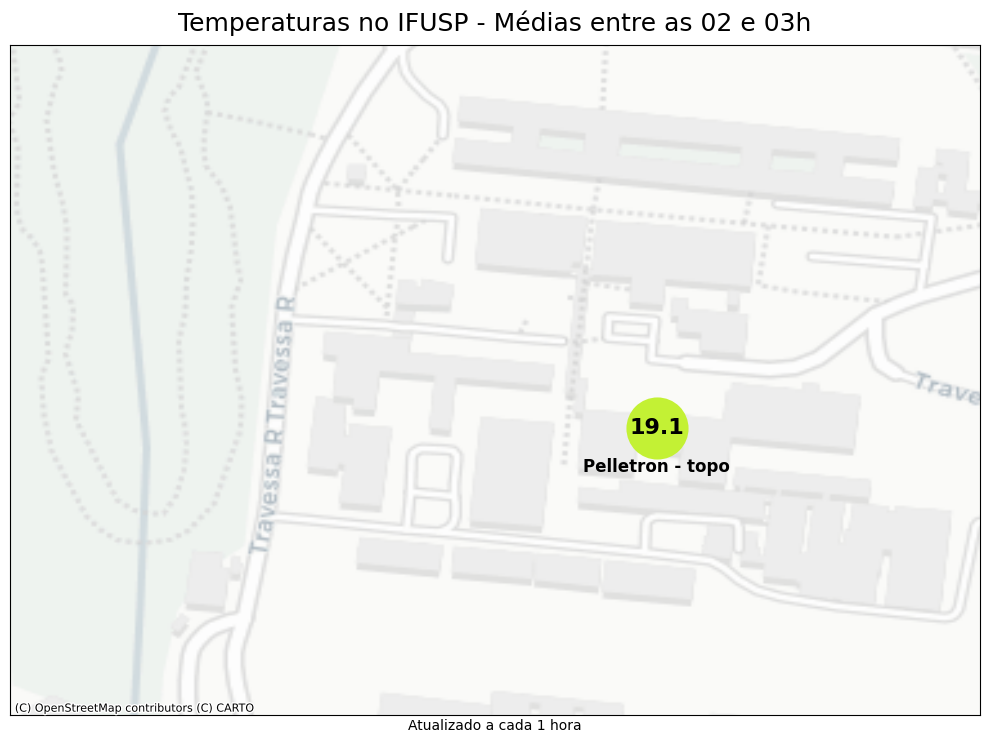 Temperaturas no IFUSP - Médias entre as 02 e 03h
Travessa R Travessa R
Trave
19.1
Pelletron - topo
(C) OpenStreetMap contributors (C) CARTO
Atualizado a cada 1 hora